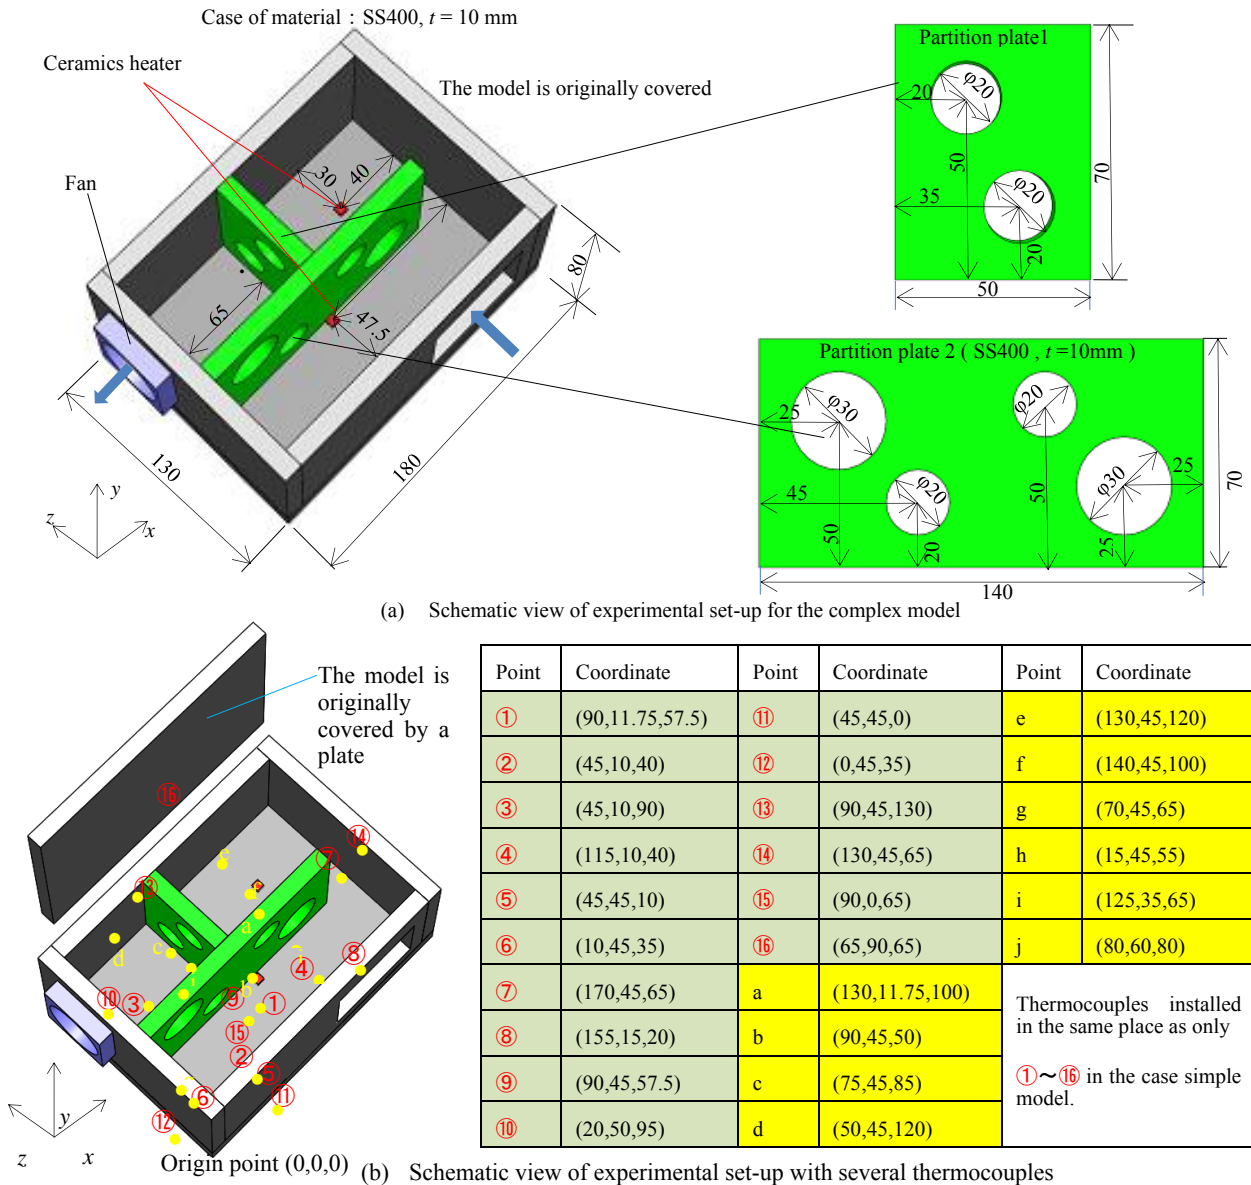 Case of material : SS400, t = 10 mm
Ceramics heater
The model is originally covered
Fan
30
40
65
47.5
80
130
180
y
z
x
Partition plate1
φ20
20
50
35
φ20
20
70
50
Partition plate 2 ( SS400 , t =10mm )
25
φ30
φ20
45
φ20
50
20
50
φ30
25
25
70
140
(a) Schematic view of experimental set-up for the complex model
The model is
originally
covered by a
plate
⑯
⑭
⑦
e
⑬
a
c
d
④
⑧
b
⑩
③
⑨
①
⑮
②
⑤
⑥
⑪
⑫
y
z
x
Origin point (0,0,0)
Point Coordinate Point Coordinate Point Coordinate
① (90,11.75,57.5) ⑪ (45,45,0) e (130,45,120)
② (45,10,40) ⑫ (0,45,35) f (140,45,100)
③ (45,10,90) ⑬ (90,45,130) g (70,45,65)
④ (115,10,40) ⑭ (130,45,65) h (15,45,55)
⑤ (45,45,10) ⑮ (90,0,65) i (125,35,65)
⑥ (10,45,35) ⑯ (65,90,65) j (80,60,80)
⑦ (170,45,65) a (130,11.75,100)
⑧ (155,15,20) b (90,45,50)
⑨ (90,45,57.5) c (75,45,85)
⑩ (20,50,95) d (50,45,120)
Thermocouples installed
in the same place as only
①～⑯ in the case simple
model.
(b) Schematic view of experimental set-up with several thermocouples